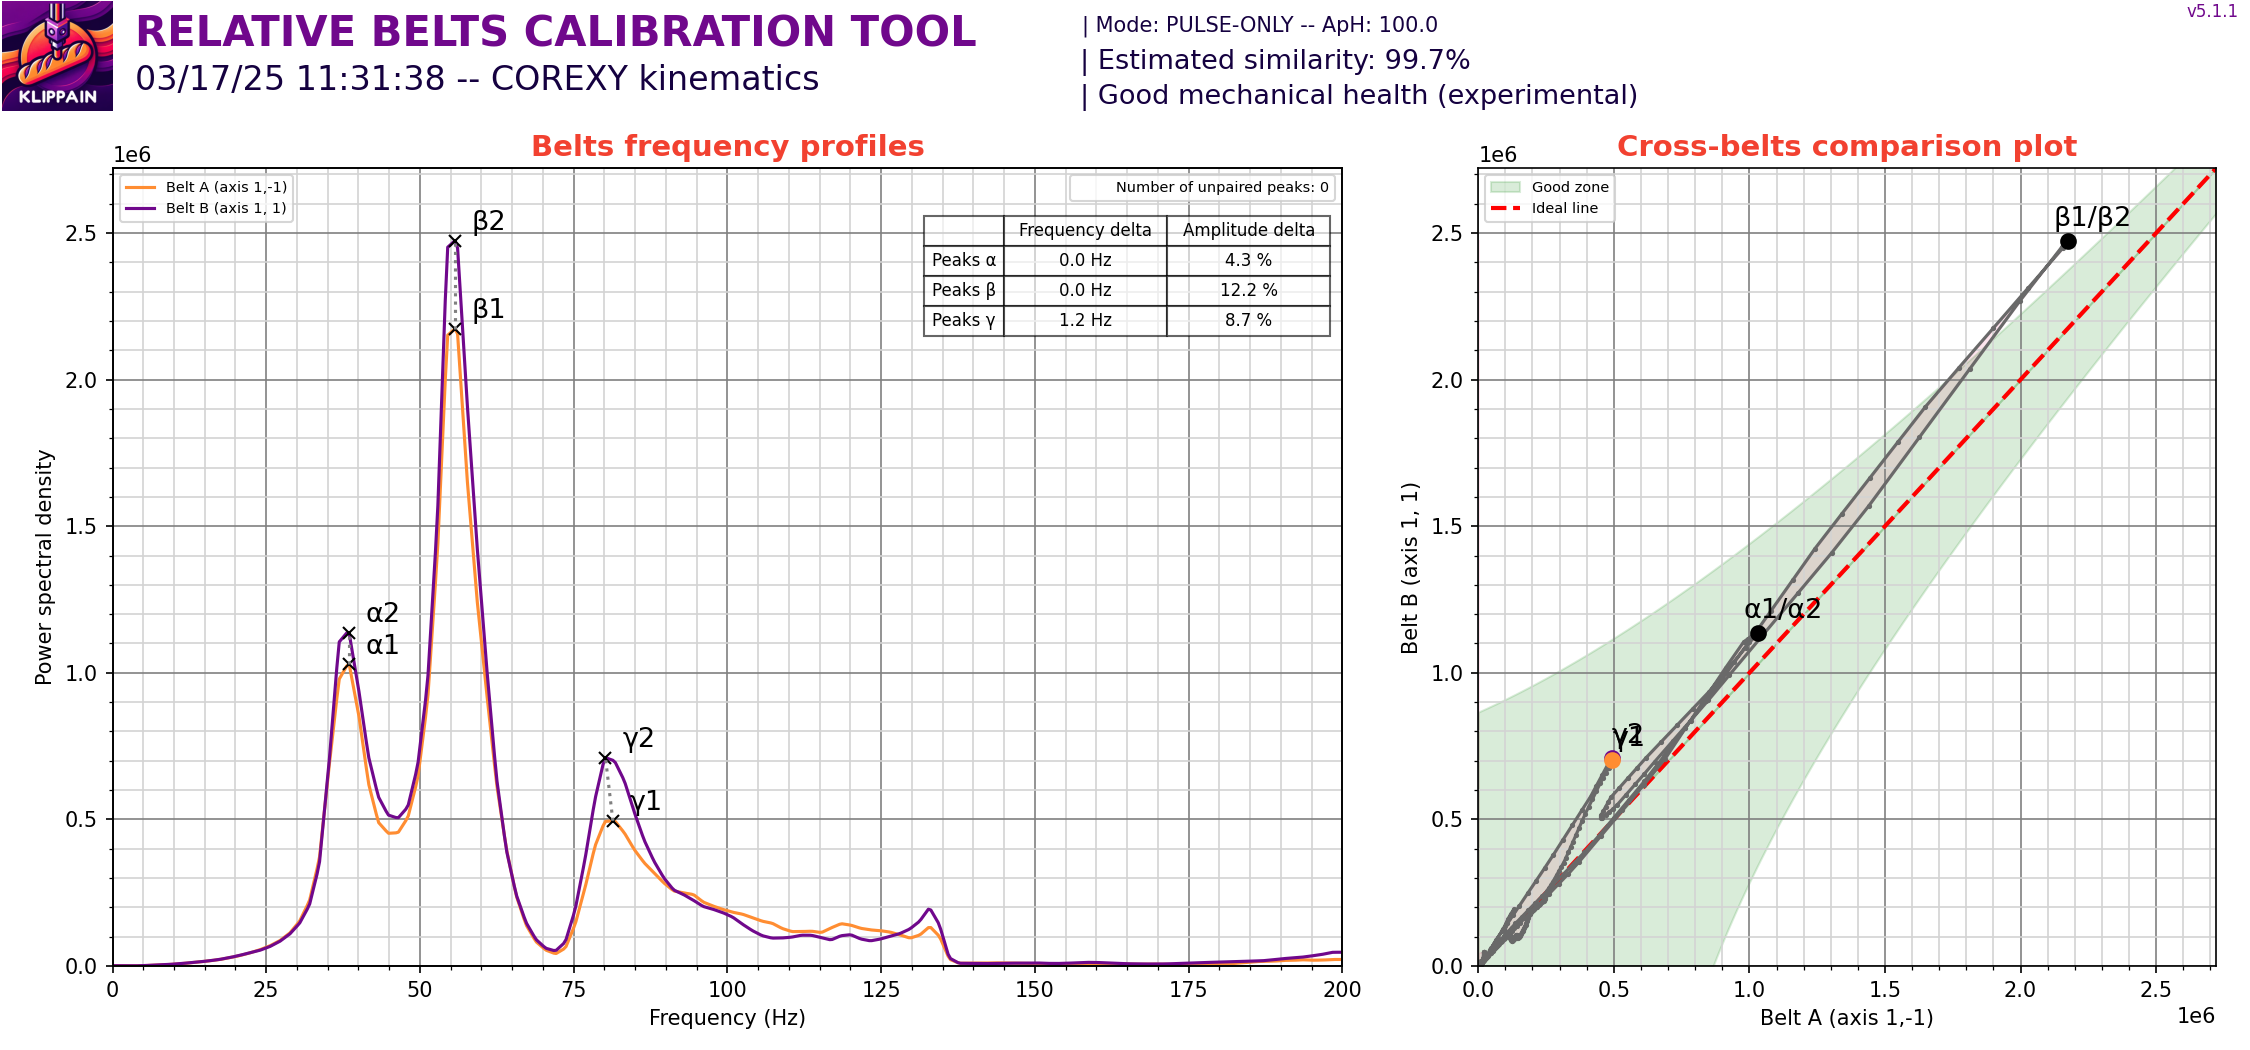 KLIPPAIN
RELATIVE BELTS CALIBRATION TOOL
03/17/25 11:31:38 -- COREXY kinematics
| Mode: PULSE-ONLY -- ApH: 100.0
| Estimated similarity: 99.7%
| Good mechanical health (experimental)
v5.1.1
Belts frequency profiles
1e6
Belt A (axis 1,-1)
Belt B (axis 1, 1)
Number of unpaired peaks: 0
Frequency delta Amplitude delta
Peaks α 0.0 Hz 4.3 %
Peaks β 0.0 Hz 12.2 %
Peaks γ 1.2 Hz 8.7 %
β2
β1
α2
α1
γ2
γ1
Power spectral density
2.5
2.0
1.5
1.0
0.5
0.0
0 25 50 75 100 125 150 175 200
Frequency (Hz)
Cross-belts comparison plot
1e6
Good zone
Ideal line
β1/β2
α1/α2
γ2
γ1
Belt B (axis 1, 1)
2.5
2.0
1.5
1.0
0.5
0.0
0.0 0.5 1.0 1.5 2.0 2.5
Belt A (axis 1,-1)
1e6